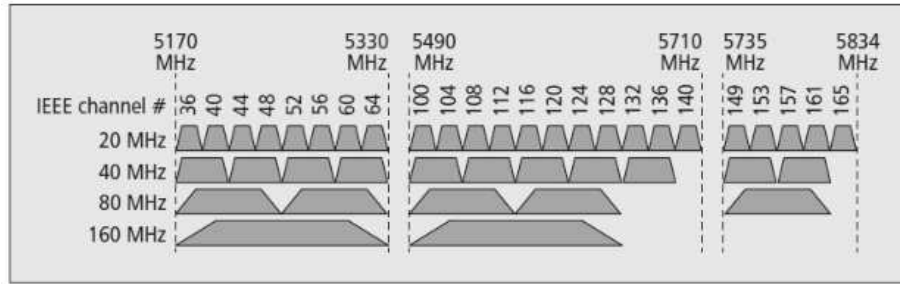 5170 MHz 5330 MHz 5490 MHz 5710 MHz 5735 MHz 5834 MHz
IEEE channel # 36 40 44 48 52 56 60 64 100 104 108 112 116 120 124 128 132 136 140 149 153 157 161 165
20 MHz
40 MHz
80 MHz
160 MHz